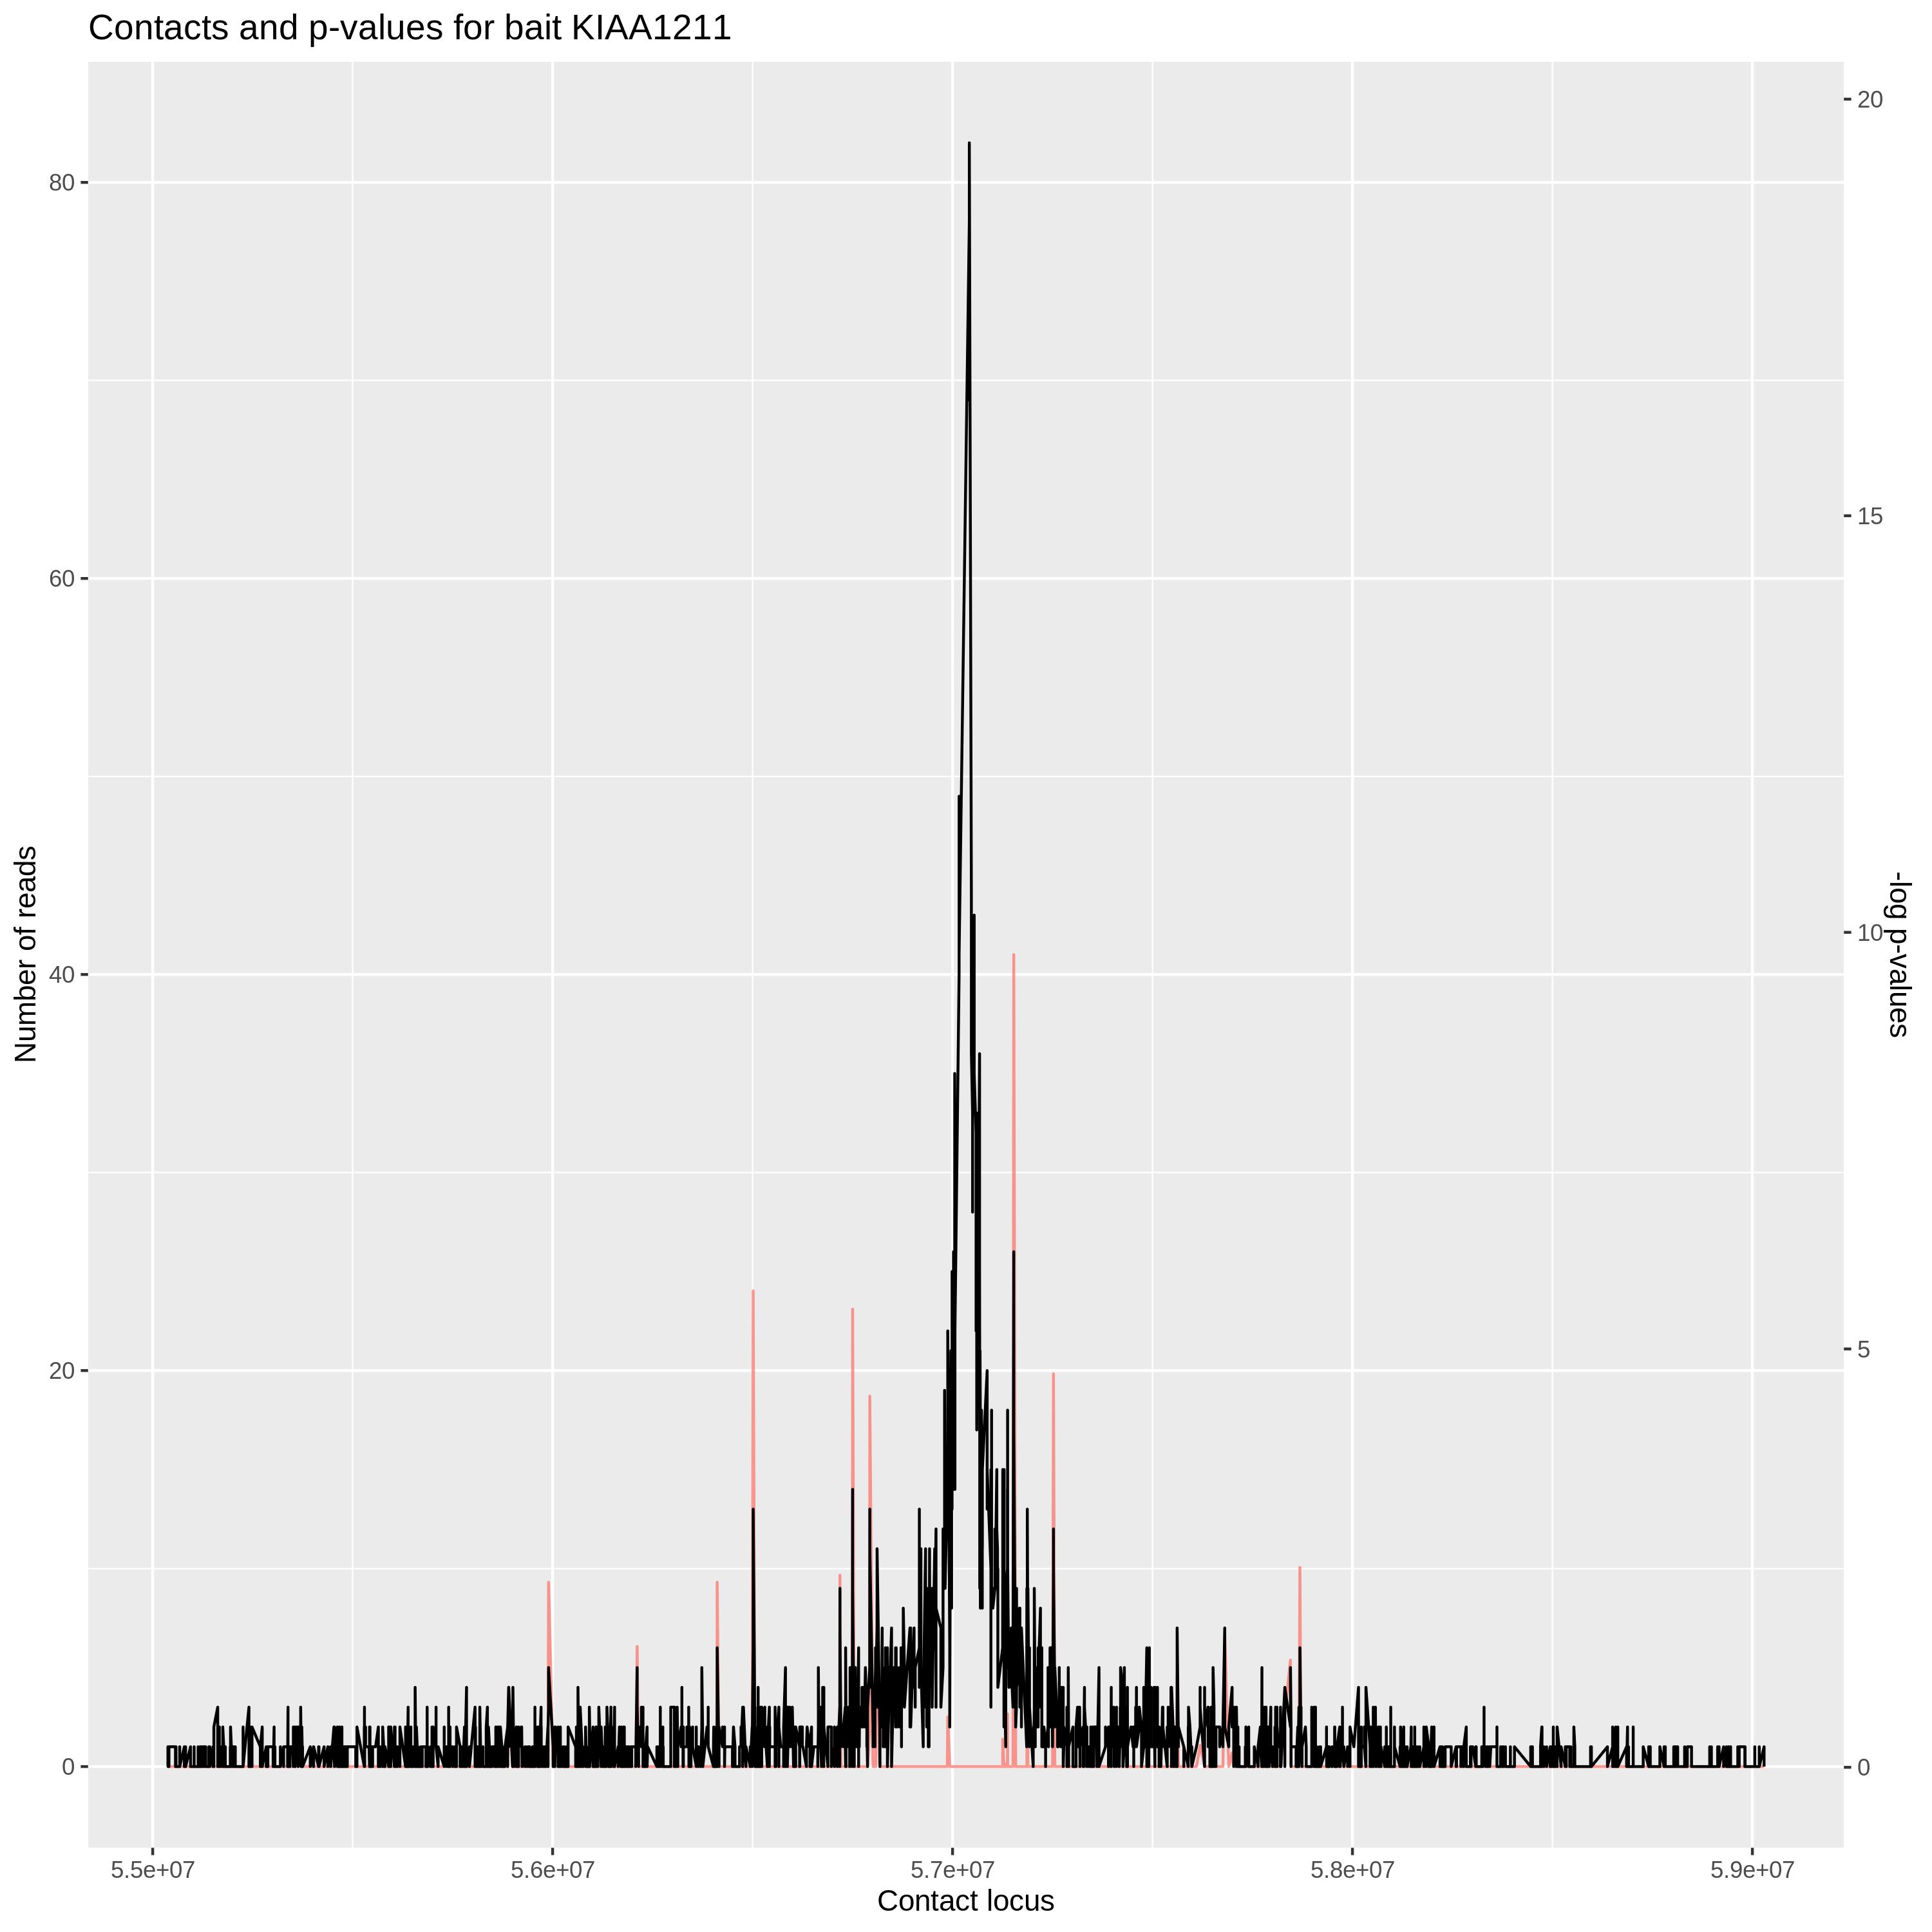 Contacts and p-values for bait KIAA1211
Number of reads
80
60
40
20
0
20
15
10
5
0
-log p-values
5.5e+07 5.6e+07 5.7e+07 5.8e+07 5.9e+07
Contact locus